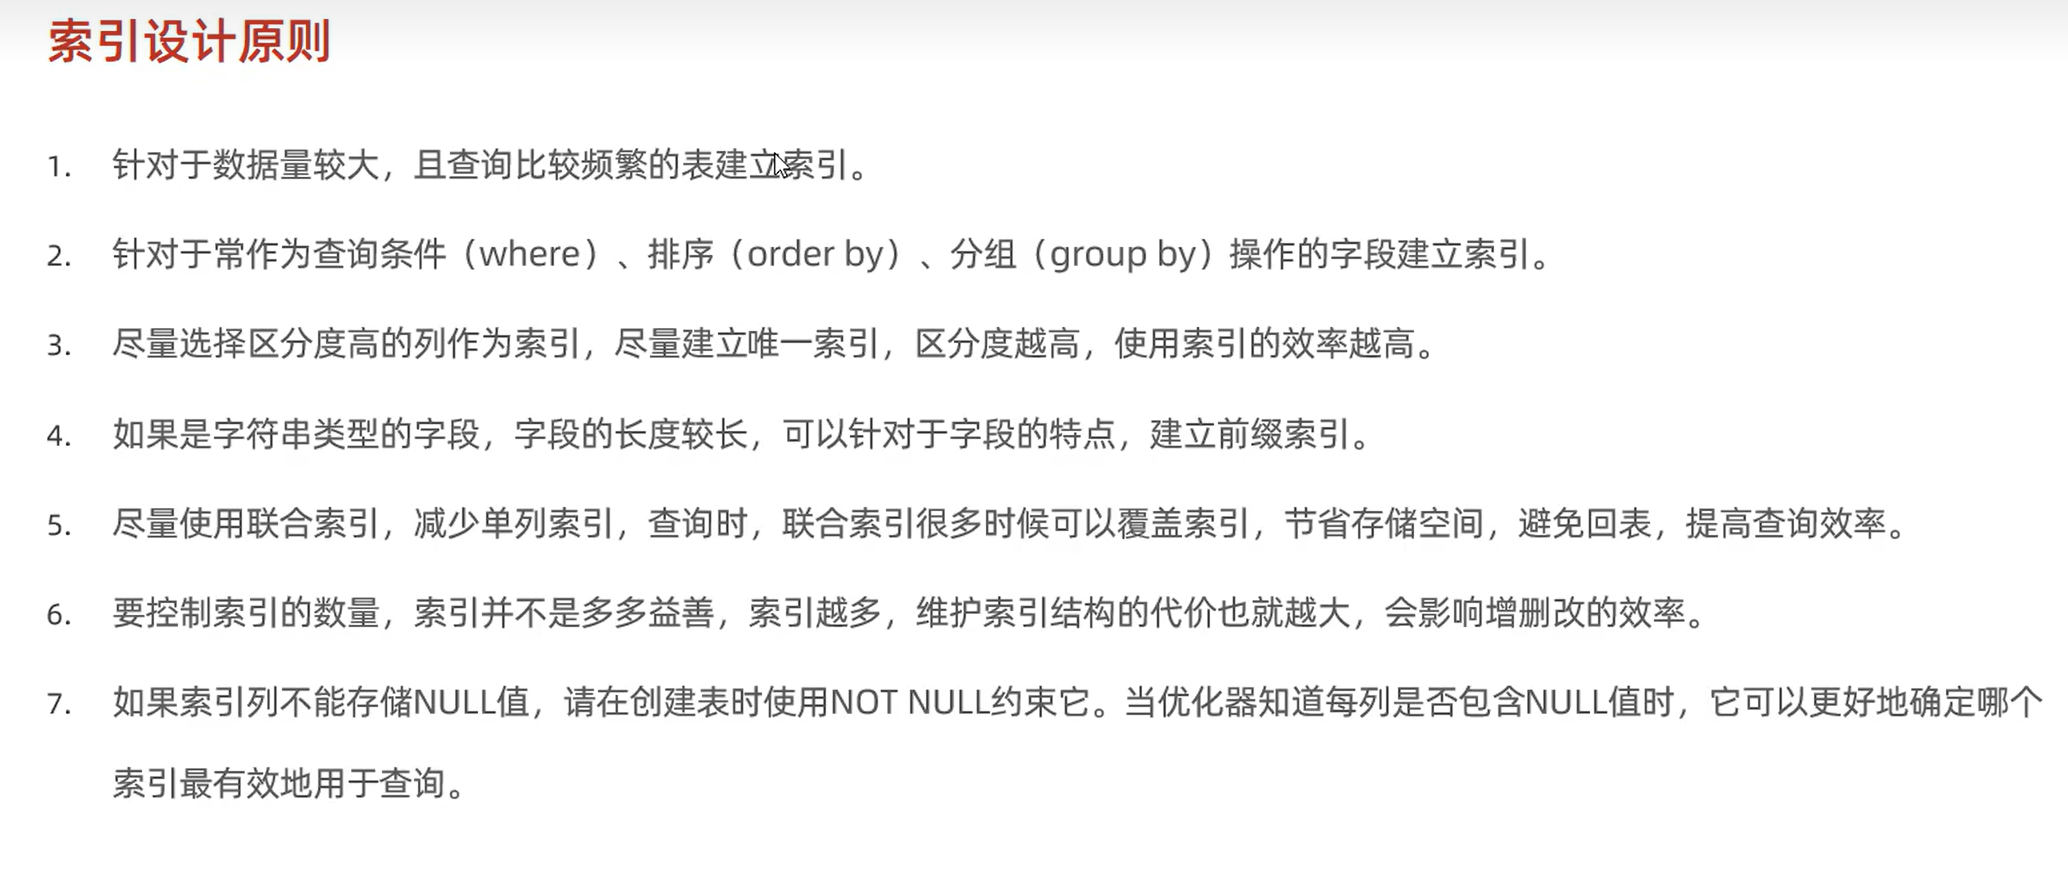 索引设计原则
1. 针对于数据量较大，且查询比较频繁的表建立索引。
2. 针对于常作为查询条件（where）、排序（order by）、分组（group by）操作的字段建立索引。
3. 尽量选择区分度高的列作为索引，尽量建立唯一索引，区分度越高，使用索引的效率越高。
4. 如果是字符串类型的字段，字段的长度较长，可以针对于字段的特点，建立前缀索引。
5. 尽量使用联合索引，减少单列索引，查询时，联合索引很多时候可以覆盖索引，节省存储空间，避免回表，提高查询效率。
6. 要控制索引的数量，索引并不是多多益善，索引越多，维护索引结构的代价也就越大，会影响增删改的效率。
7. 如果索引列不能存储NULL值，请在创建表时使用NOT NULL约束它。当优化器知道每列是否包含NULL值时，它可以更好地确定哪个
索引最有效地用于查询。